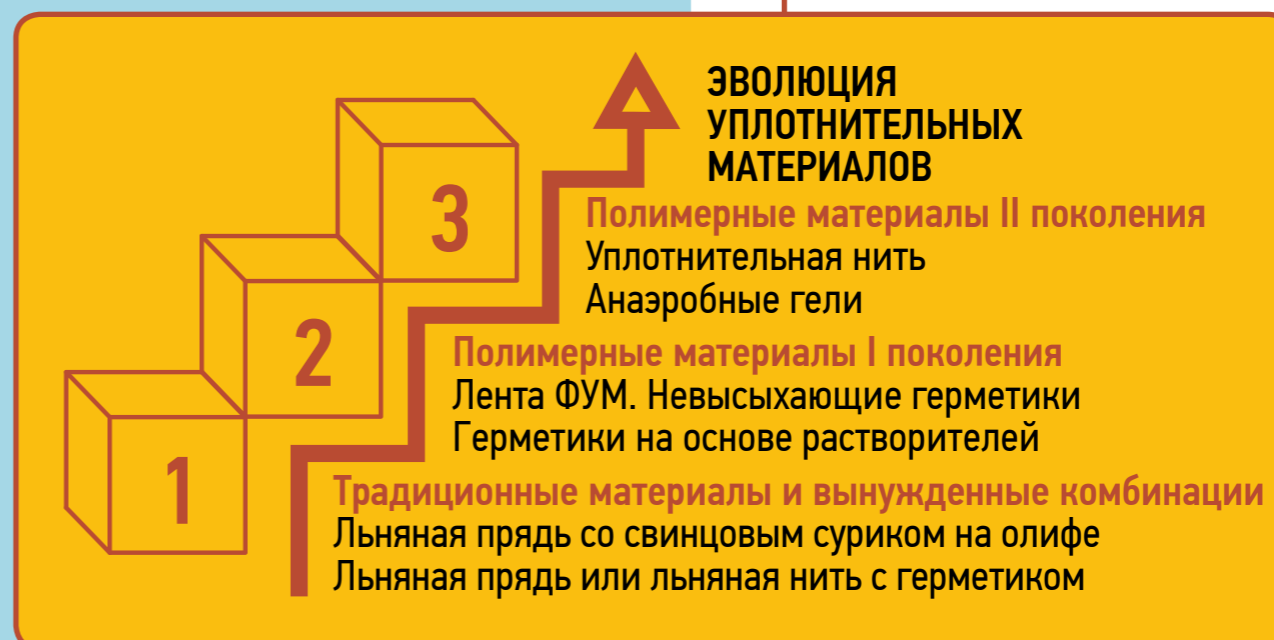 ЭВОЛЮЦИЯ
УПЛОТНИТЕЛЬНЫХ
МАТЕРИАЛОВ
3
Полимерные материалы II поколения
Уплотнительная нить
Анаэробные гели
2
Полимерные материалы I поколения
Лента ФУМ. Невысыхающие герметики
Герметики на основе растворителей
1
Традиционные материалы и вынужденные комбинации
Льняная прядь со свинцовым суриком на олифе
Льняная прядь или льняная нить с герметиком